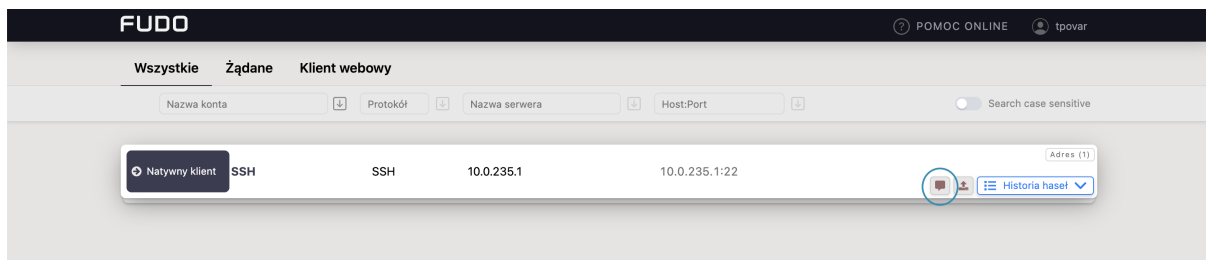 FUDO
POMOC ONLINE tpovar
Wszystkie Żądane Klient webowy
Nazwa konta Protokół Nazwa serwera Host:Port Search case sensitive
Adres (1)
Natywny klient SSH SSH 10.0.235.1 10.0.235.1:22
Historia haseł